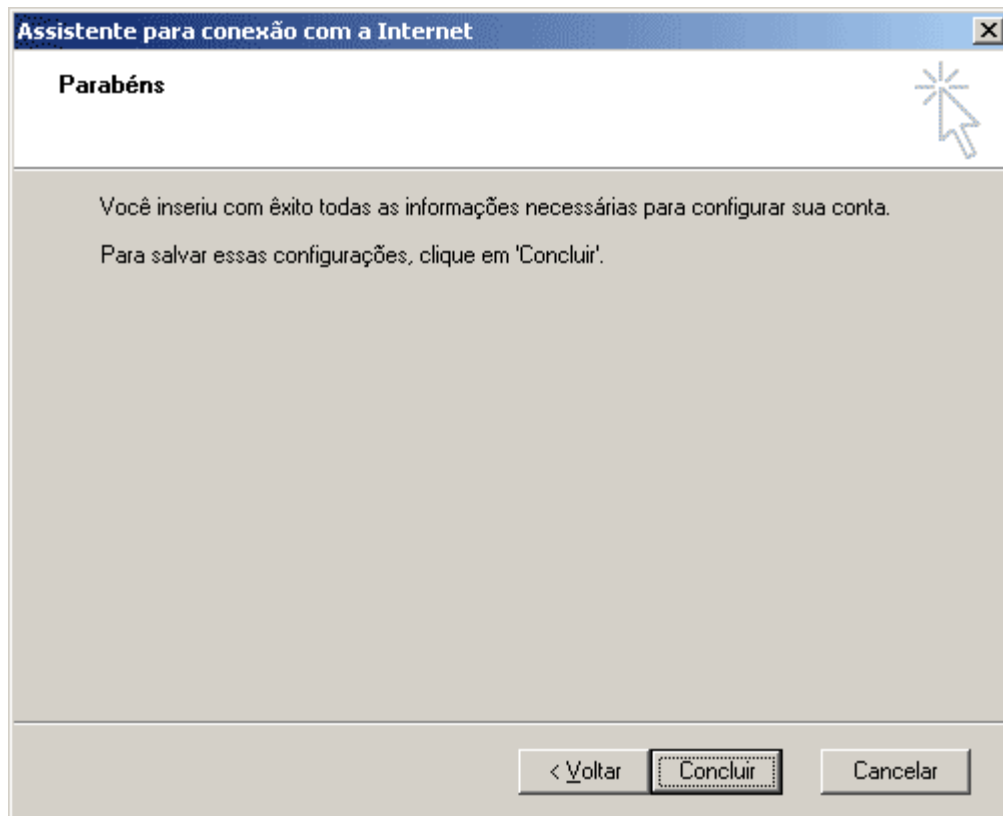 Assistente para conexão com a Internet
Parabéns
Você inseriu com êxito todas as informações necessárias para configurar sua conta.
Para salvar essas configurações, clique em 'Concluir'.
< Voltar Concluir Cancelar